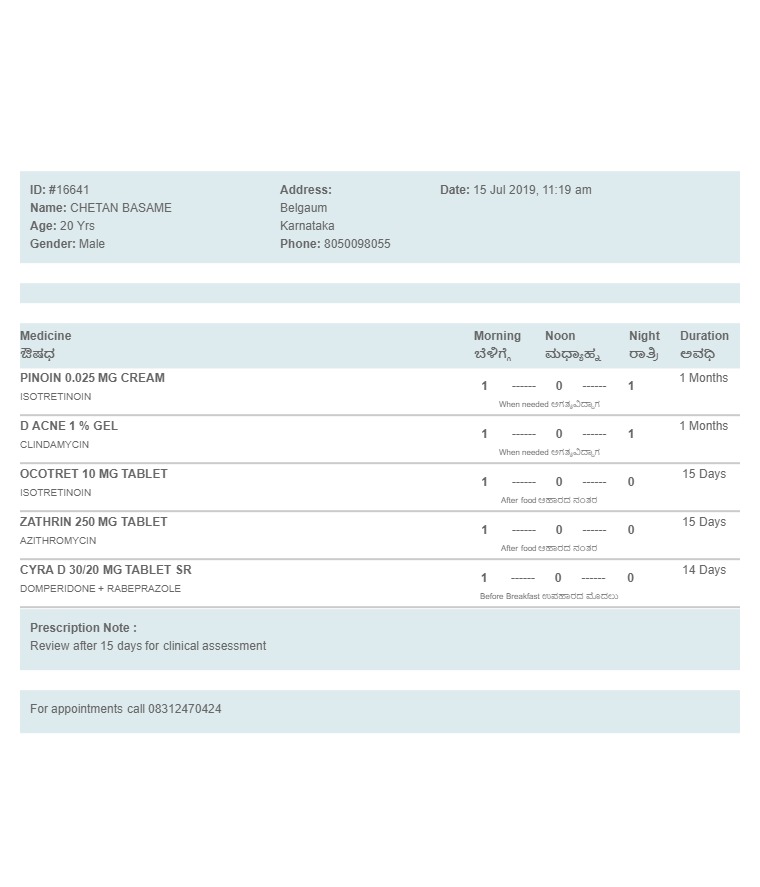 ID: #16641
Name: CHETAN BASAME
Age: 20 Yrs
Gender: Male
Address:
Belgaum
Karnataka
Phone: 8050098055
Date: 15 Jul 2019, 11:19 am
Medicine Morning Noon Night Duration
ಔಷಧ ಬೆಳಿಗ್ಗೆ ಮಧ್ಯಾಹ್ನ ರಾತ್ರಿ ಅವಧಿ
PINOIN 0.025 MG CREAM 1 ------ 0 ------ 1 1 Months
ISOTRETINOIN When needed ಅಗತ್ಯವಿದ್ದಾಗ
D ACNE 1 % GEL 1 ------ 0 ------ 1 1 Months
CLINDAMYCIN When needed ಅಗತ್ಯವಿದ್ದಾಗ
OCOTRET 10 MG TABLET 1 ------ 0 ------ 0 15 Days
ISOTRETINOIN After food ಆಹಾರದ ನಂತರ
ZATHRIN 250 MG TABLET 1 ------ 0 ------ 0 15 Days
AZITHROMYCIN After food ಆಹಾರದ ನಂತರ
CYRA D 30/20 MG TABLET SR 1 ------ 0 ------ 0 14 Days
DOMPERIDONE + RABEPRAZOLE Before Breakfast ಉಪಹಾರದ ಮೊದಲು
Prescription Note :
Review after 15 days for clinical assessment
For appointments call 08312470424